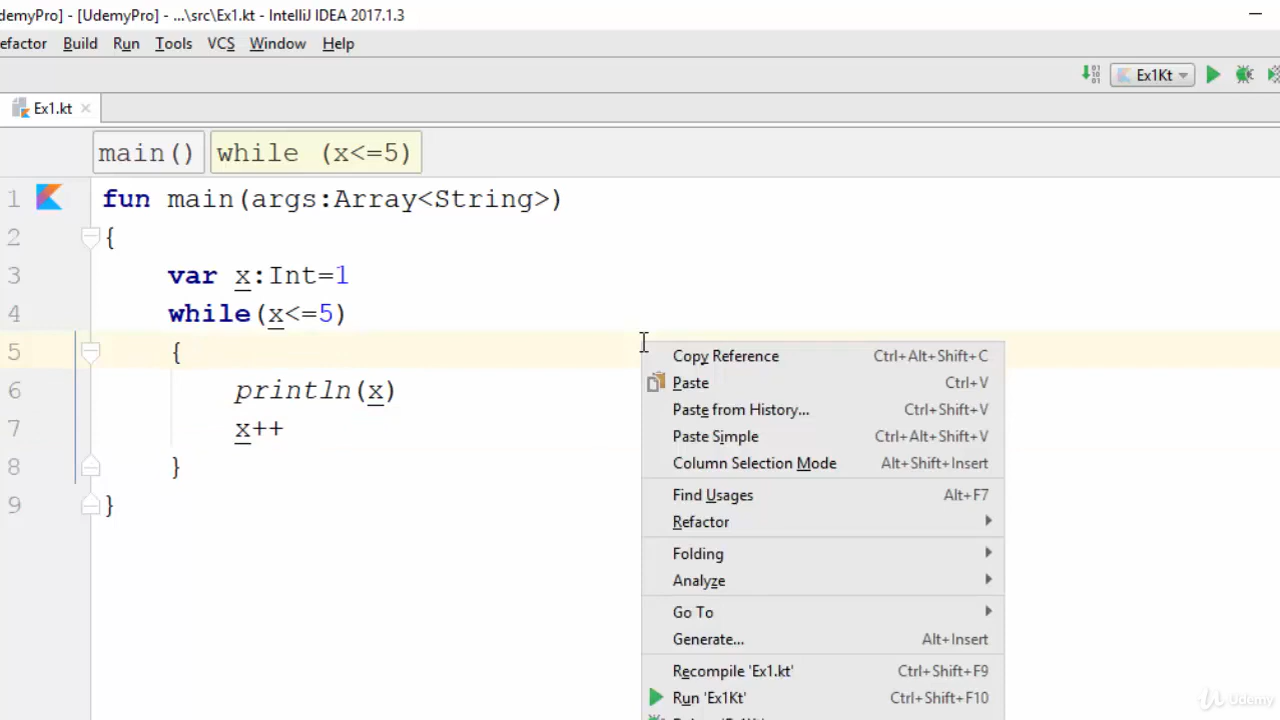 demyPro] - [UdemyPro] - ...\src\Ex1.kt - IntelliJ IDEA 2017.1.3
efactor Build Run Tools VCS Window Help
Ex1Kt
Ex1.kt
main() while (x<=5)
1 fun main(args:Array<String>)
2 {
3 var x:Int=1
4 while(x<=5)
5 {
6 println(x)
7 x++
8 }
9 }
Copy Reference Ctrl+Alt+Shift+C
Paste Ctrl+V
Paste from History... Ctrl+Shift+V
Paste Simple Ctrl+Alt+Shift+V
Column Selection Mode Alt+Shift+Insert
Find Usages Alt+F7
Refactor
Folding
Analyze
Go To
Generate... Alt+Insert
Recompile 'Ex1.kt' Ctrl+Shift+F9
Run 'Ex1Kt' Ctrl+Shift+F10
Udemy